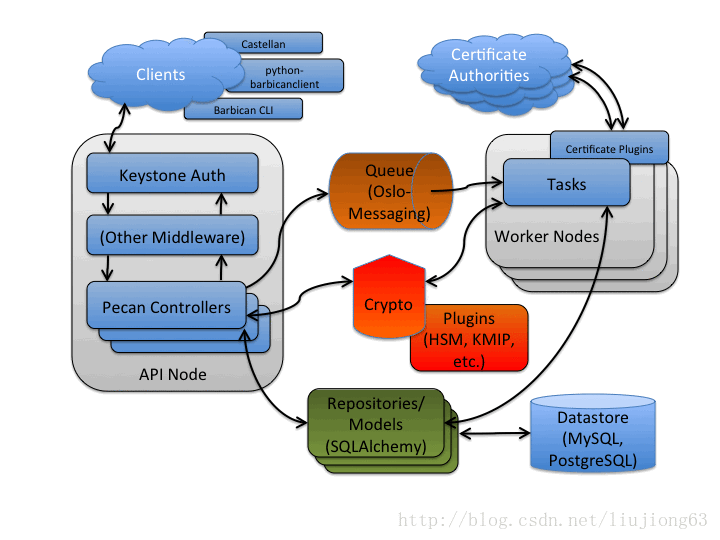 Clients
Castellan
python-
barbicanclient
Barbican CLI
Certificate
Authorities
Keystone Auth
(Other Middleware)
Pecan Controllers
API Node
Queue
(Oslo-
Messaging)
Certificate Plugins
Tasks
Worker Nodes
Crypto
Plugins
(HSM, KMIP,
etc.)
Repositories/
Models
(SQLAlchemy)
Datastore
(MySQL,
PostgreSQL)
http://blog.csdn.net/liujiong63